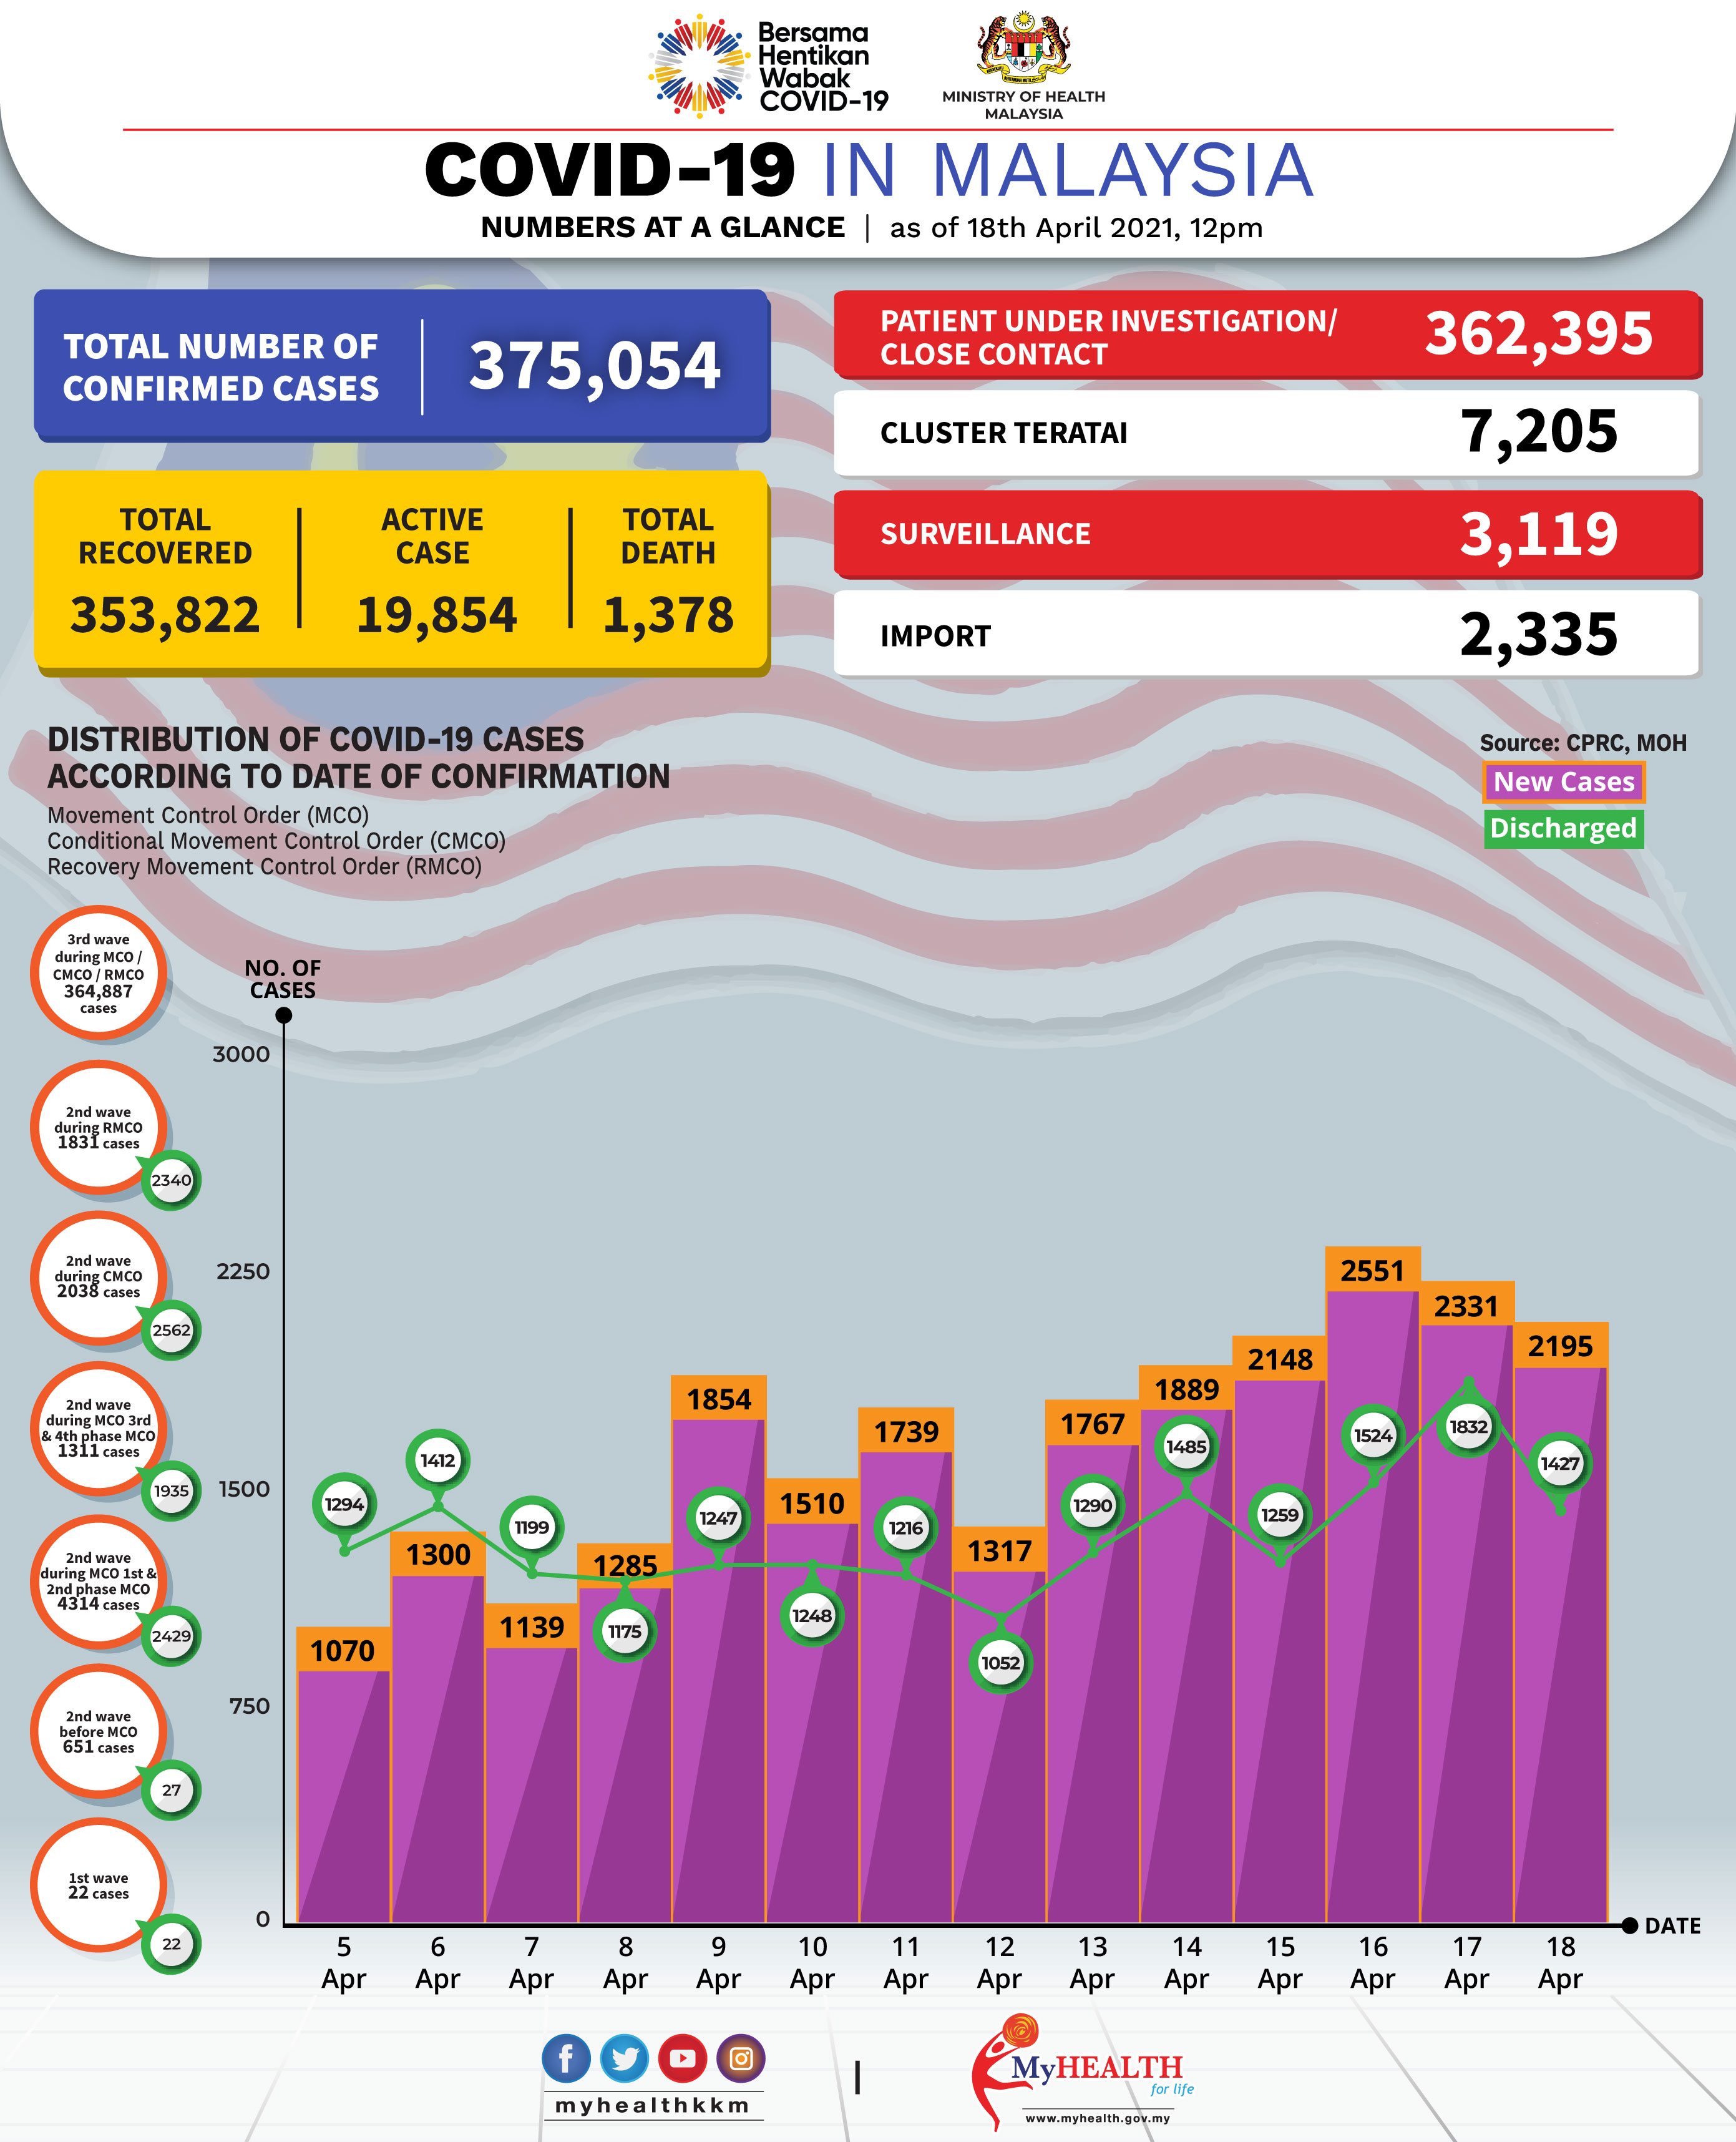 Bersama
Hentikan
Wabak
COVID-19
MINISTRY OF HEALTH
MALAYSIA
COVID-19 IN MALAYSIA
NUMBERS AT A GLANCE | as of 18th April 2021, 12pm
TOTAL NUMBER OF
CONFIRMED CASES
375,054
TOTAL
RECOVERED
353,822
ACTIVE
CASE
19,854
TOTAL
DEATH
1,378
PATIENT UNDER INVESTIGATION/
CLOSE CONTACT
362,395
CLUSTER TERATAI
7,205
SURVEILLANCE
3,119
IMPORT
2,335
DISTRIBUTION OF COVID-19 CASES
ACCORDING TO DATE OF CONFIRMATION
Movement Control Order (MCO)
Conditional Movement Control Order (CMCO)
Recovery Movement Control Order (RMCO)
Source: CPRC, MOH
New Cases
Discharged
3rd wave
during MCO /
CMCO / RMCO
364,887
cases
2nd wave
during RMCO
1831 cases
2340
2nd wave
during CMCO
2038 cases
2562
2nd wave
during MCO 3rd
& 4th phase MCO
1311 cases
1935
2nd wave
during MCO 1st &
2nd phase MCO
4314 cases
2429
2nd wave
before MCO
651 cases
27
1st wave
22 cases
22
NO. OF
CASES
3000
2250
1500
750
0
1070
1300
1139
1285
1854
1510
1739
1317
1767
1889
2148
2551
2331
2195
1294
1412
1199
1175
1247
1248
1216
1052
1290
1485
1259
1524
1832
1427
5
Apr
6
Apr
7
Apr
8
Apr
9
Apr
10
Apr
11
Apr
12
Apr
13
Apr
14
Apr
15
Apr
16
Apr
17
Apr
18
Apr
DATE
myhealthkkm
MyHEALTH
for life
www.myhealth.gov.my